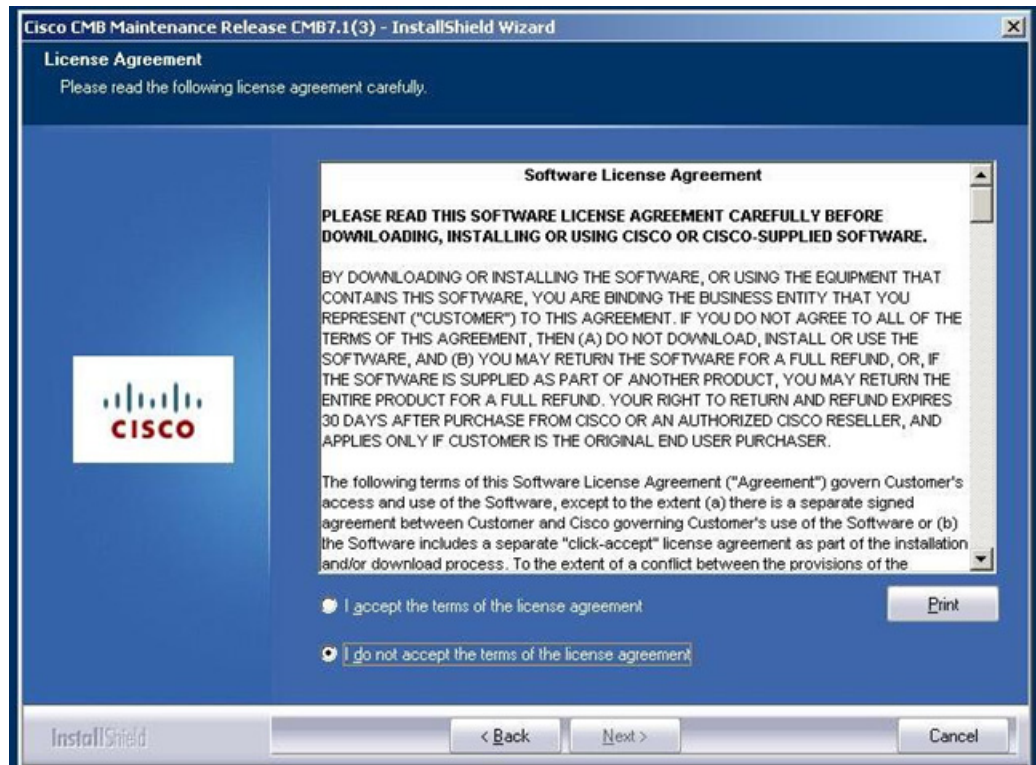 Cisco CMB Maintenance Release CMB7.1(3) - InstallShield Wizard
License Agreement
Please read the following license agreement carefully.
Software License Agreement
PLEASE READ THIS SOFTWARE LICENSE AGREEMENT CAREFULLY BEFORE
DOWNLOADING, INSTALLING OR USING CISCO OR CISCO-SUPPLIED SOFTWARE.
BY DOWNLOADING OR INSTALLING THE SOFTWARE, OR USING THE EQUIPMENT THAT
CONTAINS THIS SOFTWARE, YOU ARE BINDING THE BUSINESS ENTITY THAT YOU
REPRESENT ("CUSTOMER") TO THIS AGREEMENT. IF YOU DO NOT AGREE TO ALL OF THE
TERMS OF THIS AGREEMENT, THEN (A) DO NOT DOWNLOAD, INSTALL OR USE THE
SOFTWARE, AND (B) YOU MAY RETURN THE SOFTWARE FOR A FULL REFUND, OR, IF
THE SOFTWARE IS SUPPLIED AS PART OF ANOTHER PRODUCT, YOU MAY RETURN THE
ENTIRE PRODUCT FOR A FULL REFUND. YOUR RIGHT TO RETURN AND REFUND EXPIRES
30 DAYS AFTER PURCHASE FROM CISCO OR AN AUTHORIZED CISCO RESELLER, AND
APPLIES ONLY IF CUSTOMER IS THE ORIGINAL END USER PURCHASER.
The following terms of this Software License Agreement ("Agreement") govern Customer's
access and use of the Software, except to the extent (a) there is a separate signed
agreement between Customer and Cisco governing Customer's use of the Software or (b)
the Software includes a separate "click-accept" license agreement as part of the installation
and/or download process. To the extent of a conflict between the provisions of the
CISCO
I accept the terms of the license agreement
Print
I do not accept the terms of the license agreement
InstallShield
< Back
Next >
Cancel